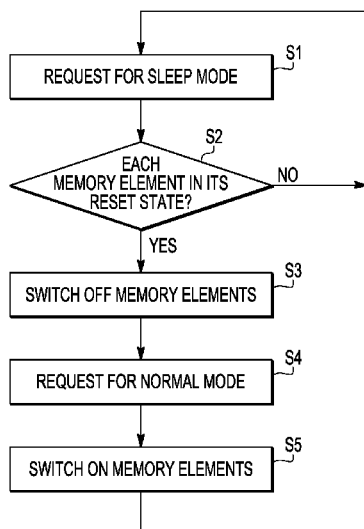 S1
REQUEST FOR SLEEP MODE
S2
EACH
MEMORY ELEMENT IN ITS
RESET STATE?
NO
YES
S3
SWITCH OFF MEMORY ELEMENTS
S4
REQUEST FOR NORMAL MODE
S5
SWITCH ON MEMORY ELEMENTS